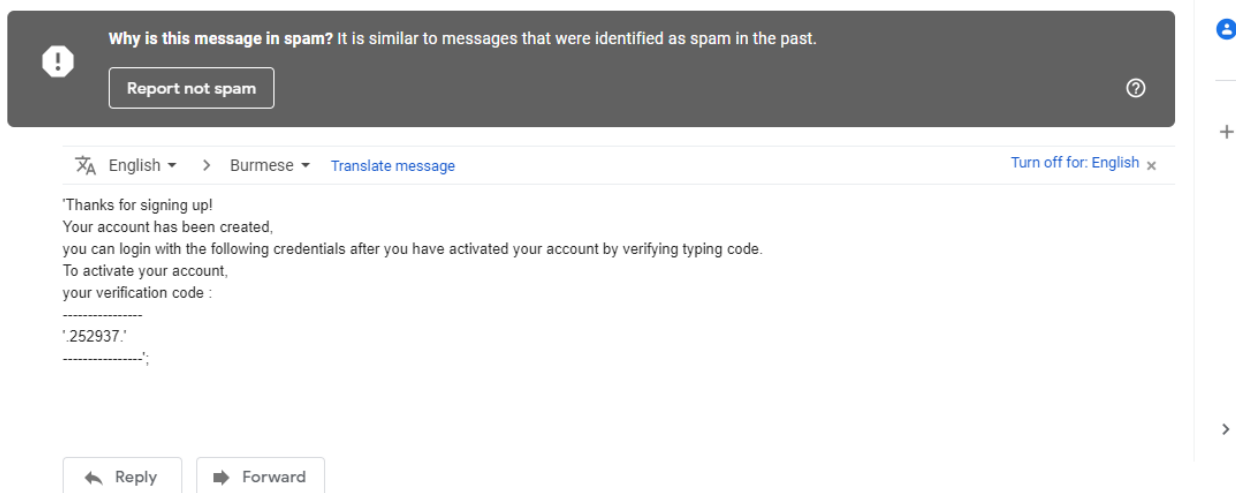 Why is this message in spam? It is similar to messages that were identified as spam in the past.
Report not spam
English > Burmese Translate message Turn off for: English ×
'Thanks for signing up!
Your account has been created,
you can login with the following credentials after you have activated your account by verifying typing code.
To activate your account,
your verification code :
----------------
'.252937.'
----------------';
Reply Forward